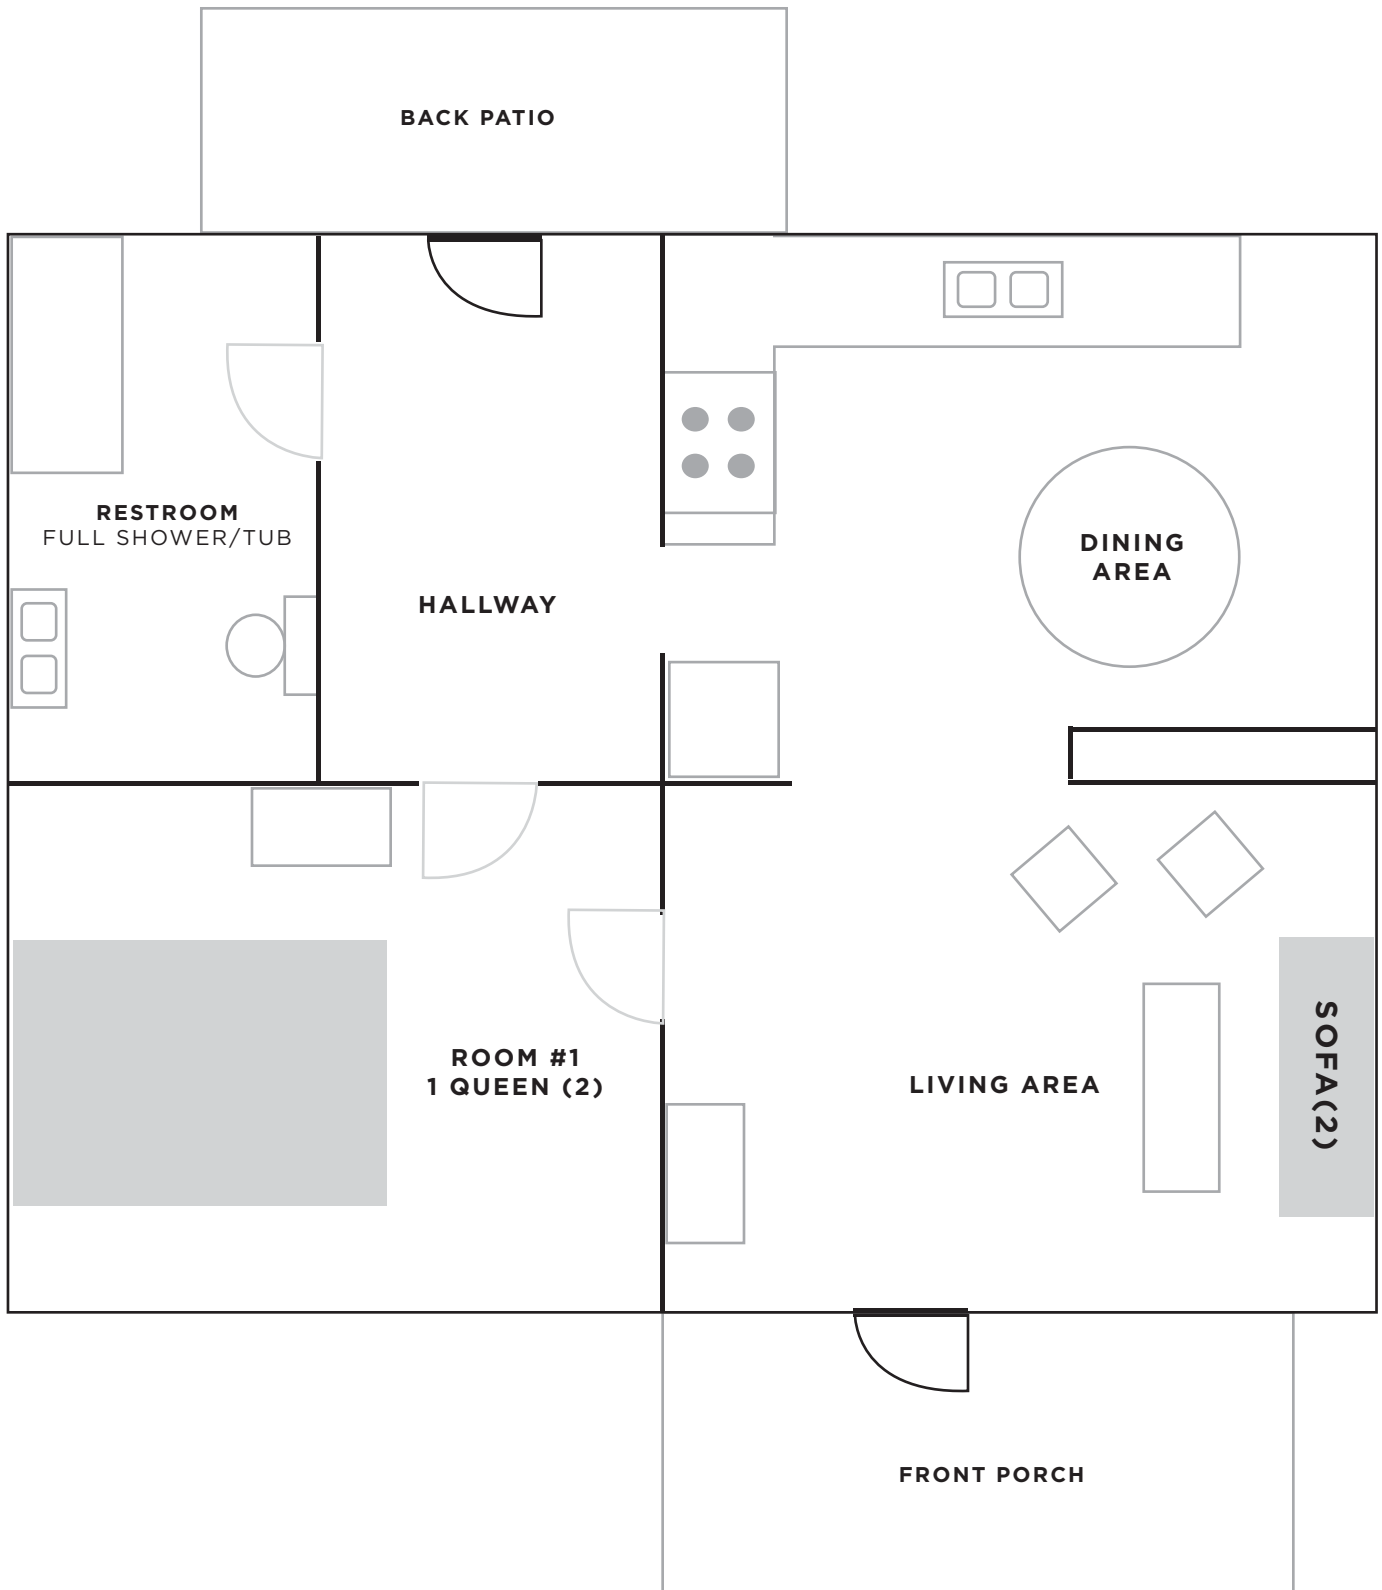 BACK PATIO
RESTROOM
FULL SHOWER/TUB
HALLWAY
DINING
AREA
ROOM #1
1 QUEEN (2)
LIVING AREA
SOFA(2)
FRONT PORCH